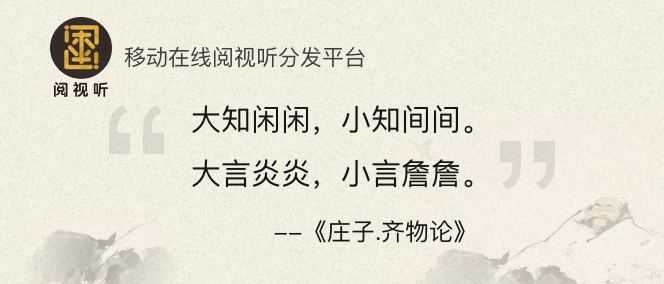 移动在线阅视听分发平台
阅视听
大知闲闲，小知间间。
大言炎炎，小言詹詹。
--《庄子.齐物论》